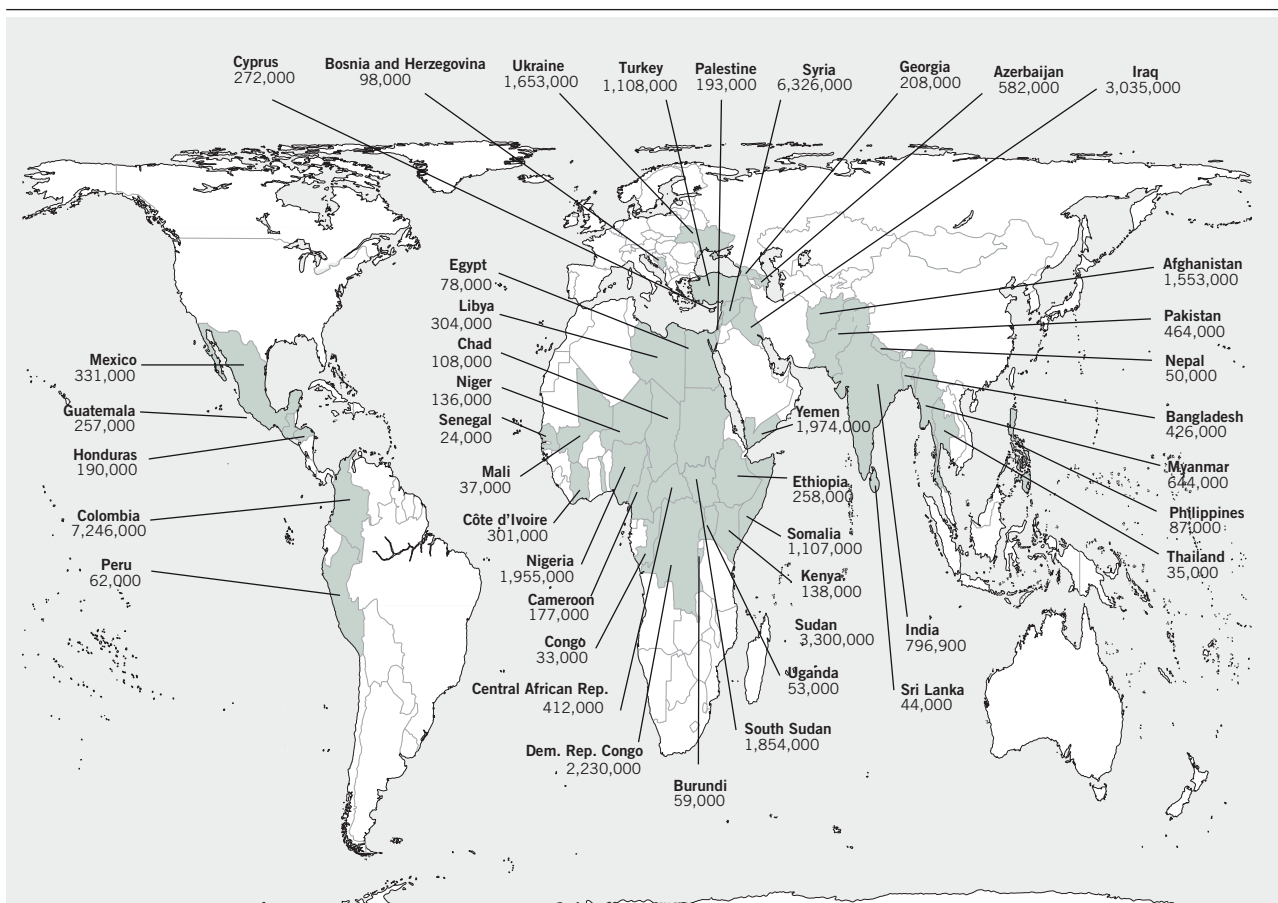 Cyprus
272,000
Bosnia and Herzegovina
98,000
Ukraine
1,653,000
Turkey
1,108,000
Palestine
193,000
Syria
6,326,000
Georgia
208,000
Azerbaijan
582,000
Iraq
3,035,000
Egypt
78,000
Libya
304,000
Chad
108,000
Niger
136,000
Senegal
24,000
Mali
37,000
Côte d’Ivoire
301,000
Nigeria
1,955,000
Cameroon
177,000
Congo
33,000
Central African Rep.
412,000
Dem. Rep. Congo
2,230,000
Burundi
59,000
Mexico
331,000
Guatemala
257,000
Honduras
190,000
Colombia
7,246,000
Peru
62,000
Yemen
1,974,000
Ethiopia
258,000
Somalia
1,107,000
Kenya
138,000
Sudan
3,300,000
Uganda
53,000
South Sudan
1,854,000
India
796,900
Sri Lanka
44,000
Afghanistan
1,553,000
Pakistan
464,000
Nepal
50,000
Bangladesh
426,000
Myanmar
644,000
Philippines
87,000
Thailand
35,000